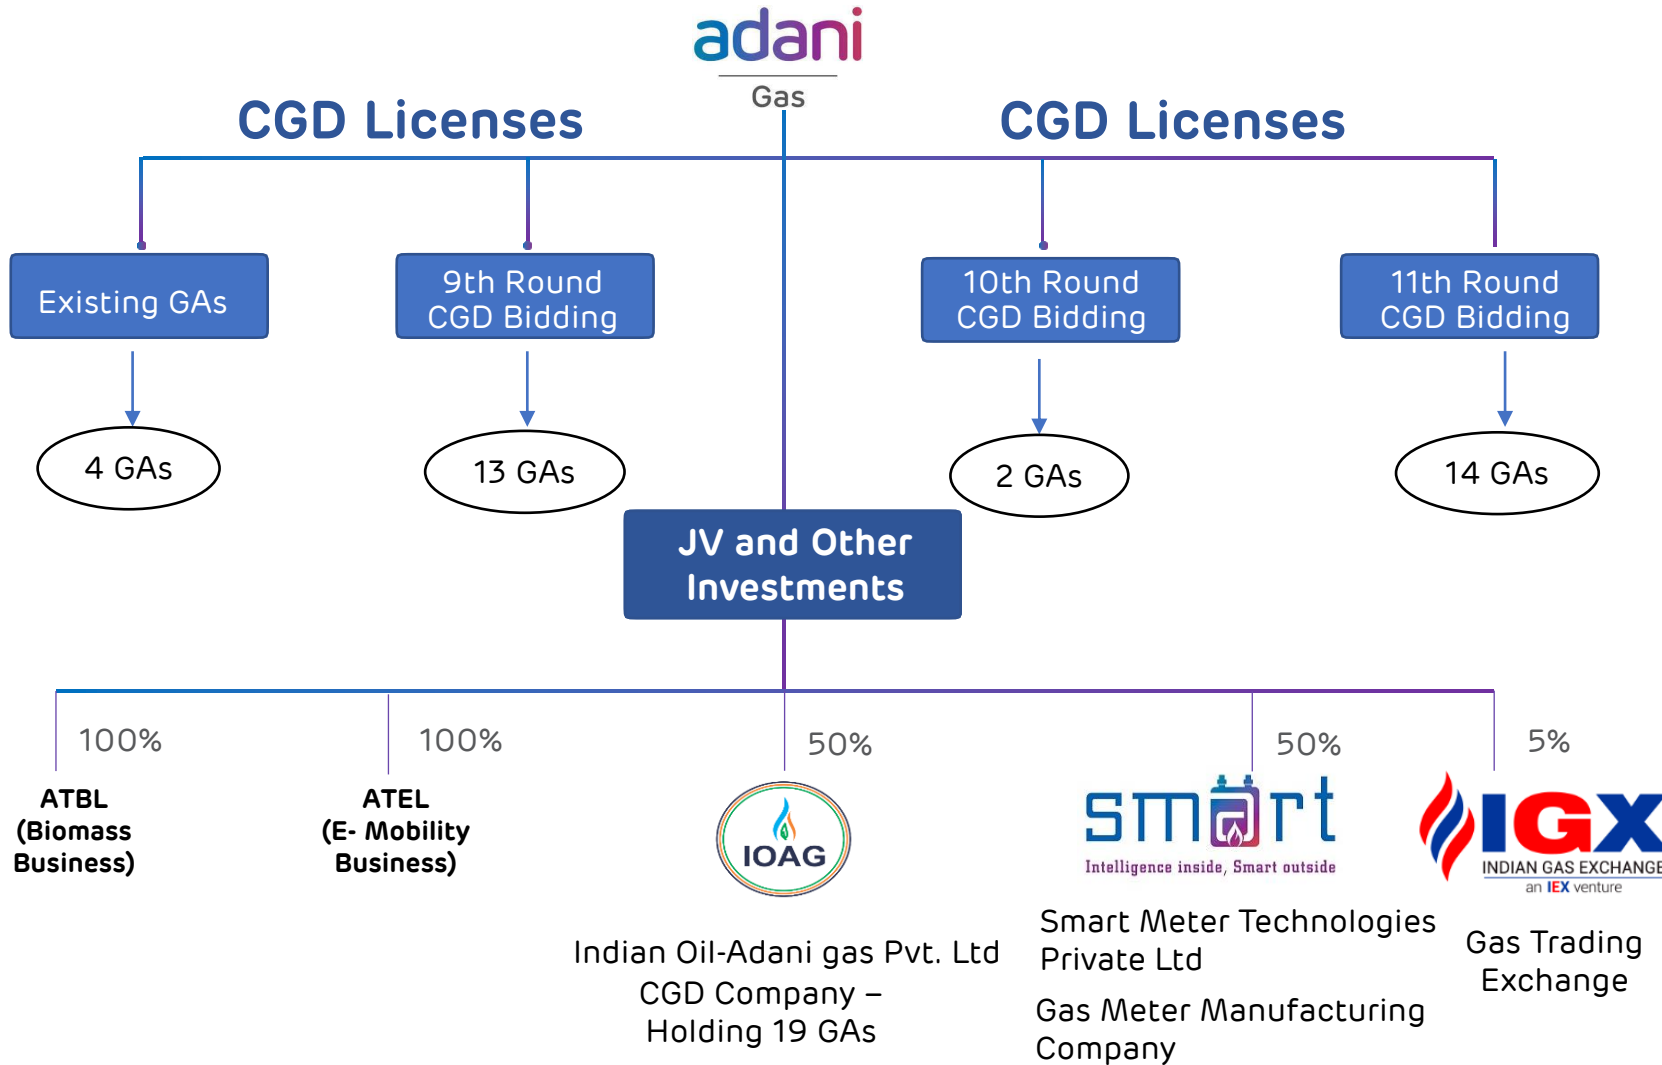 adani
Gas
CGD Licenses
CGD Licenses
Existing GAs
9th Round
CGD Bidding
10th Round
CGD Bidding
11th Round
CGD Bidding
4 GAs
13 GAs
2 GAs
14 GAs
JV and Other
Investments
100%
100%
50%
50%
5%
ATBL
(Biomass
Business)
ATEL
(E- Mobility
Business)
IOAG
smart
Intelligence inside, Smart outside
IGX
INDIAN GAS EXCHANGE
an IEX venture
Indian Oil-Adani gas Pvt. Ltd
CGD Company –
Holding 19 GAs
Smart Meter Technologies
Private Ltd
Gas Meter Manufacturing
Company
Gas Trading
Exchange